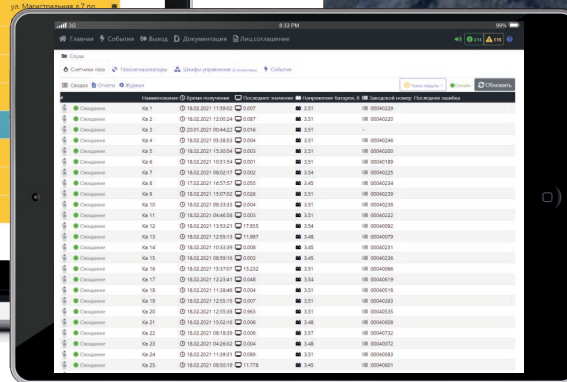 ул. Магистральная д.7 по
3G
8:33 PM
99%
Главная События Выход Документация Лиц.соглашение
213 115
Слуша
Счетчики газа Газосигнализаторы Шкафы управления События
Сводка Отчеты Журнал
Обновить
# Наименование Время получения Последнее значение Напряжение батареи, В Заводской номер Последняя ошибка
Ожидание Кв 1 18.02.2021 11:58:02 0.007 3.51 00040229
Ожидание Кв 2 18.02.2021 12:00:24 0.087 3.51 00040220
Ожидание Кв 3 20.01.2021 00:44:22 0.016 3.51 -
Ожидание Кв 4 18.02.2021 05:38:53 0.004 3.51 00040246
Ожидание Кв 5 18.02.2021 15:30:54 0.003 3.51 00040200
Ожидание Кв 6 18.02.2021 10:51:54 0.001 3.51 00040189
Ожидание Кв 7 18.02.2021 08:02:17 0.002 3.54 00040225
Ожидание Кв 8 17.02.2021 16:57:57 0.055 3.45 00040234
Ожидание Кв 9 18.02.2021 15:07:02 0.026 3.51 00040239
Ожидание Кв 10 18.02.2021 08:33:33 0.004 3.51 00040238
Ожидание Кв 11 18.02.2021 04:46:58 0.003 3.51 00040222
Ожидание Кв 12 18.02.2021 13:53:21 17,855 3.54 00040092
Ожидание Кв 13 18.02.2021 12:55:15 11,987 3.48 00040079
Ожидание Кв 14 18.02.2021 10:33:39 0.008 3.45 00040231
Ожидание Кв 15 18.02.2021 08:59:16 0.003 3.45 00040236
Ожидание Кв 16 18.02.2021 15:37:07 13,232 3.51 00040066
Ожидание Кв 17 18.02.2021 12:23:41 0.048 3.54 00040619
Ожидание Кв 18 18.02.2021 11:38:40 0.004 3.51 00040516
Ожидание Кв 19 18.02.2021 12:55:15 0.007 3.51 00040263
Ожидание Кв 20 18.02.2021 12:55:38 0,963 3.51 00040535
Ожидание Кв 21 18.02.2021 15:02:16 0.006 3.48 00040608
Ожидание Кв 22 18.02.2021 08:18:39 0.008 3.57 00040732
Ожидание Кв 23 18.02.2021 04:26:02 0.004 3.48 00040072
Ожидание Кв 24 18.02.2021 11:39:31 0.089 3.51 00040083
Ожидание Кв 25 18.02.2021 08:50:19 11,778 3.45 00040601